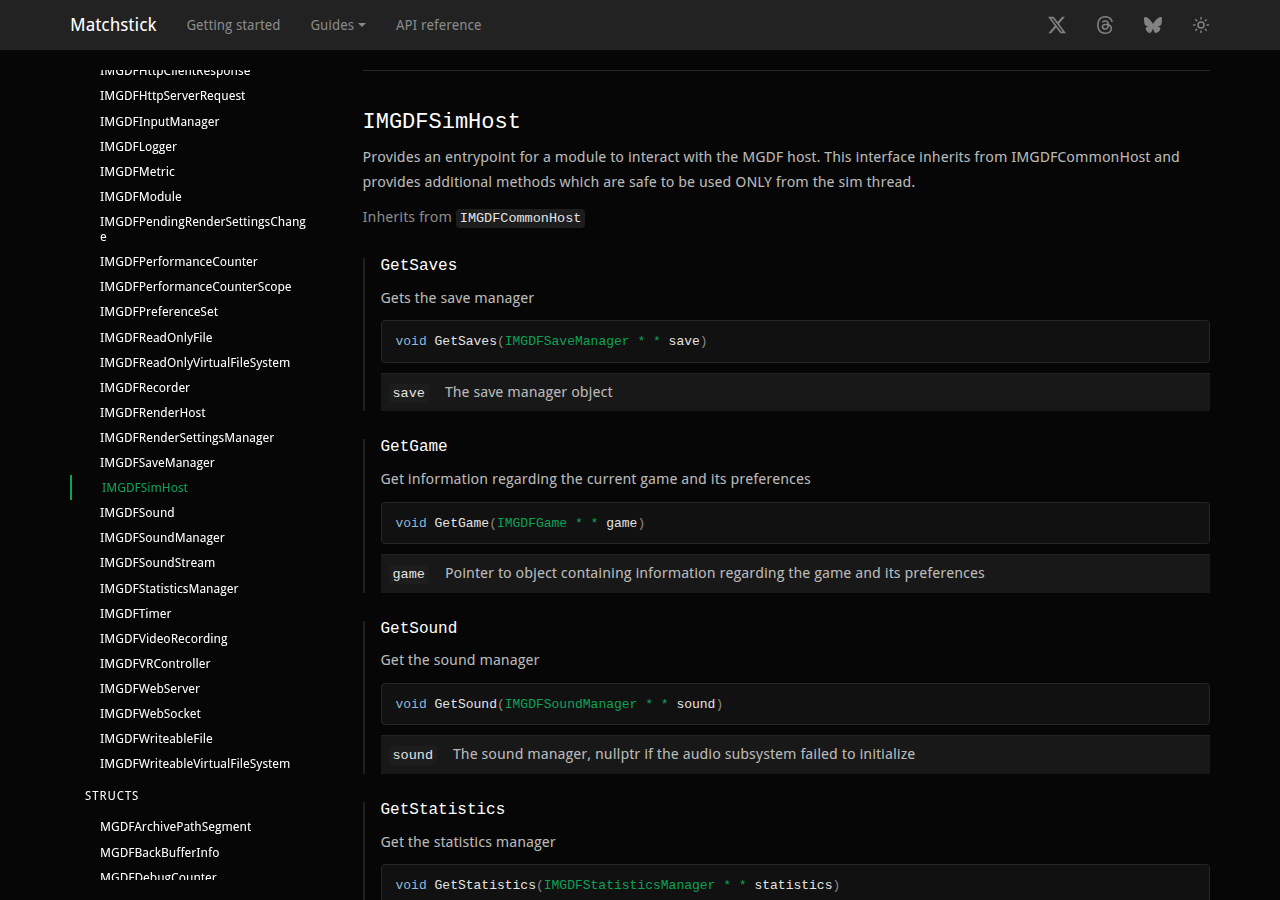 Matchstick Getting started Guides API reference
IMGDFHttpClientResponse
IMGDFHttpServerRequest
IMGDFInputManager
IMGDFLogger
IMGDFMetric
IMGDFModule
IMGDFPendingRenderSettingsChang
e
IMGDFPerformanceCounter
IMGDFPerformanceCounterScope
IMGDFPreferenceSet
IMGDFReadOnlyFile
IMGDFReadOnlyVirtualFileSystem
IMGDFRecorder
IMGDFRenderHost
IMGDFRenderSettingsManager
IMGDFSaveManager
IMGDFSimHost
IMGDFSound
IMGDFSoundManager
IMGDFSoundStream
IMGDFStatisticsManager
IMGDFTimer
IMGDFVideoRecording
IMGDFVRController
IMGDFWebServer
IMGDFWebSocket
IMGDFWriteableFile
IMGDFWriteableVirtualFileSystem
STRUCTS
MGDFArchivePathSegment
MGDFBackBufferInfo
MGDFDebugCounter
IMGDFSimHost
Provides an entrypoint for a module to interact with the MGDF host. This interface inherits from IMGDFCommonHost and
provides additional methods which are safe to be used ONLY from the sim thread.
Inherits from IMGDFCommonHost
GetSaves
Gets the save manager
void GetSaves(IMGDFSaveManager * * save)
save The save manager object
GetGame
Get information regarding the current game and its preferences
void GetGame(IMGDFGame * * game)
game Pointer to object containing information regarding the game and its preferences
GetSound
Get the sound manager
void GetSound(IMGDFSoundManager * * sound)
sound The sound manager, nullptr if the audio subsystem failed to initialize
GetStatistics
Get the statistics manager
void GetStatistics(IMGDFStatisticsManager * * statistics)